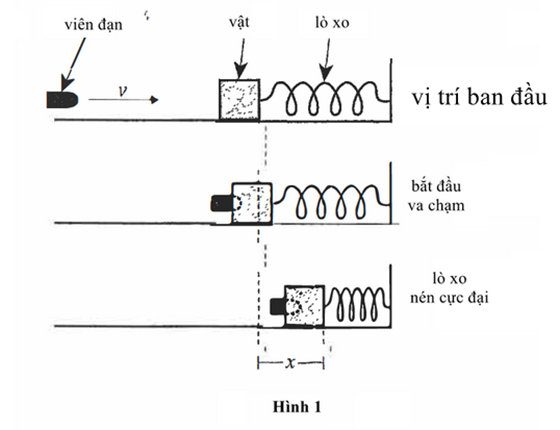 viên đạn
vật
lò xo
v
vị trí ban đầu
bắt đầu
va chạm
lò xo
nén cực đại
x
Hình 1